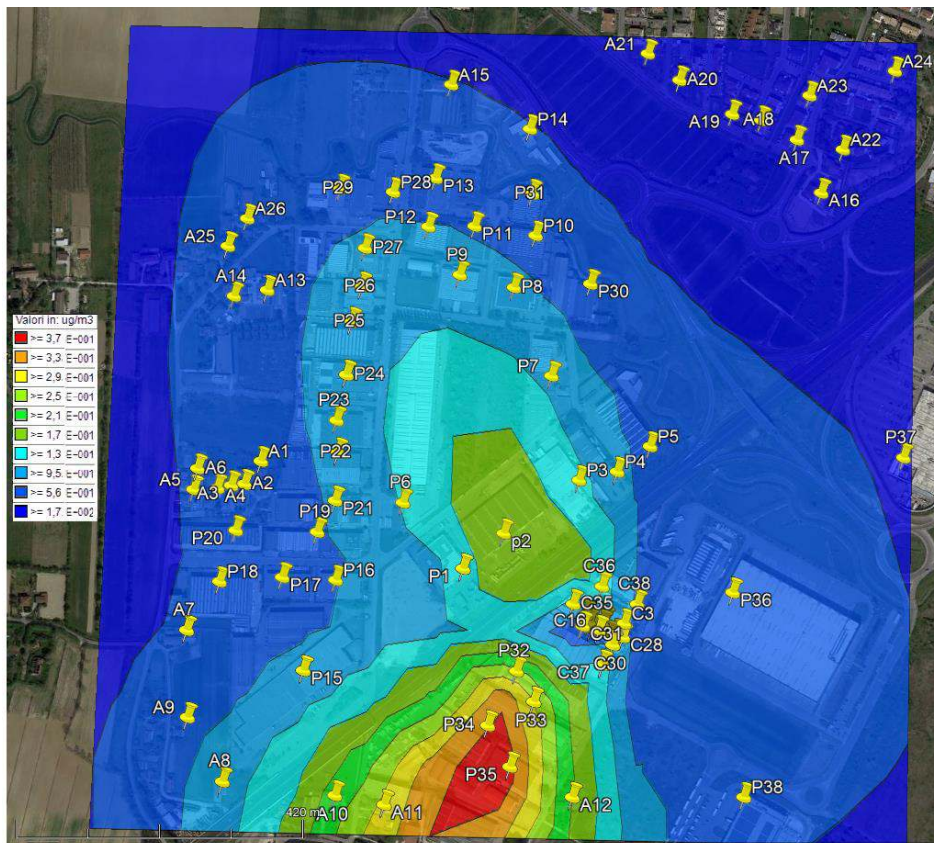 A21
A24
A15
A20
A23
A19
A18
P14
A17
A22
P29
P28
P13
P31
A16
A26
P12
P11
P10
A25
P27
P9
A14
A13
P26
P8
P30
P25
Valori in: ug/m3
>= 3,7 E-001
>= 3,3 E-001
>= 2,9 E-001
>= 2,5 E-001
>= 2,1 E-001
>= 1,7 E-001
>= 1,3 E-001
>= 9,5 E-001
>= 5,6 E-001
>= 1,7 E-002
P24
P7
P23
P37
P22
P5
A1
A6
P4
A5
A3
A4
A2
P3
P6
P21
P20
P19
p2
P1
C36
P18
P17
P16
C38
P36
C35
C3
C16
C31
A7
C28
P32
C30
C37
P15
P33
A9
P34
P35
A8
P38
420 m
A10
A11
A12